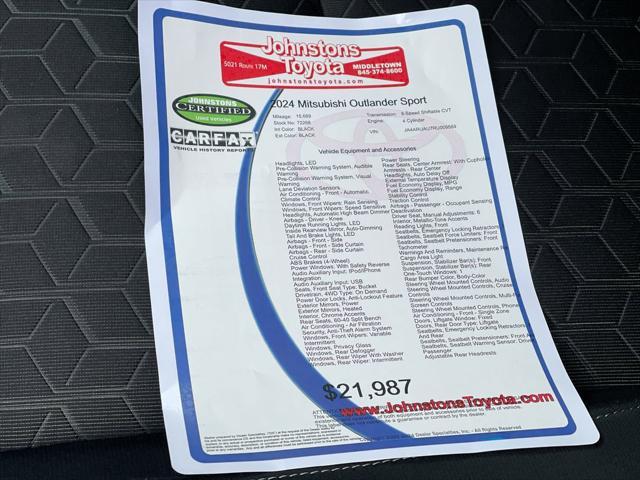 Johnstons
Toyota
5021 Route 17M
MIDDLETOWN
845-374-8600
johnstonstoyota.com
JOHNSTONS
CERTIFIED
Used Vehicles
CARFAX
VEHICLE HISTORY REPORT
2024 Mitsubishi Outlander Sport
Mileage: 15,669
Stock No: 72268
Int Color: BLACK
Ext Color: BLACK
Transmission: 8-Speed Shiftable CVT
Engine: 4 Cylinder
VIN:
Vehicle Equipment and Accessories
Headlights, LED
Pre-Collision Warning System, Audible
Warning
Pre-Collision Warning System, Visual
Warning
Lane Deviation Sensors
Air Conditioning - Front - Automatic
Climate Control
Windows, Front Wipers: Rain Sensing
Windows, Front Wipers: Speed Sensitive
Headlights, Automatic High Beam Dimmer
Airbags - Driver - Knee
Daytime Running Lights, LED
Inside Rearview Mirror, Auto-Dimming
Tail And Brake Lights, LED
Airbags - Front - Side
Airbags - Front - Side Curtain
Airbags - Rear - Side Curtain
Cruise Control
ABS Brakes (4-Wheel)
Power Windows: With Safety Reverse
Audio Auxiliary Input: IPod/IPhone
Integration
Audio Auxiliary Input: USB
Seats, Front Seat Type: Bucket
Drivetrain, 4WD Type: On Demand
Power Door Locks, Anti-Lockout Feature
Exterior Mirrors, Power
Exterior Mirrors, Heated
Interior, Chrome Accents
Rear Seats, 60-40 Split Bench
Air Conditioning - Air Filtration
Security, Anti-Theft Alarm System
Windows, Front Wipers: Variable
Intermittent
Windows, Privacy Glass
Windows, Rear Defogger
Windows, Rear Wiper With Washer
Windows, Rear Wiper: Intermittent
Power Steering
Rear Seats, Center Armrest: With Cupholders
Armrests - Rear Center
Headlights, Auto Delay Off
External Temperature Display
Fuel Economy Display, MPG
Fuel Economy Display, Range
Stability Control
Traction Control
Airbags - Passenger - Occupant Sensing
Deactivation
Driver Seat, Manual Adjustments: 6
Interior, Metallic-Tone Accents
Reading Lights, Front
Seatbelts, Emergency Locking Retractors
Seatbelts, Seatbelt Force Limiters: Front
Seatbelts, Seatbelt Pretensioners: Front
Tachometer
Warnings And Reminders, Maintenance
Cargo Area Light
Suspension, Stabilizer Bar(s): Front
Suspension, Stabilizer Bar(s): Rear
One-Touch Windows: 1
Rear Bumper Color, Body-Color
Steering Wheel Mounted Controls, Audio
Steering Wheel Mounted Controls, Cruise
Controls
Steering Wheel Mounted Controls, Multi-
Screen Controls
Steering Wheel Mounted Controls, Phone
Air Conditioning - Front - Single Zone
Doors, Liftgate Window: Fixed
Doors, Rear Door Type: Liftgate
Seatbelts, Emergency Locking Retractors
And Rear
Seatbelts, Seatbelt Pretensioners: Front
Seatbelts, Seatbelt Warning Sensor: Driver
Passenger
Adjustable Rear Headrests
$21,987
www.JohnstonsToyota.com